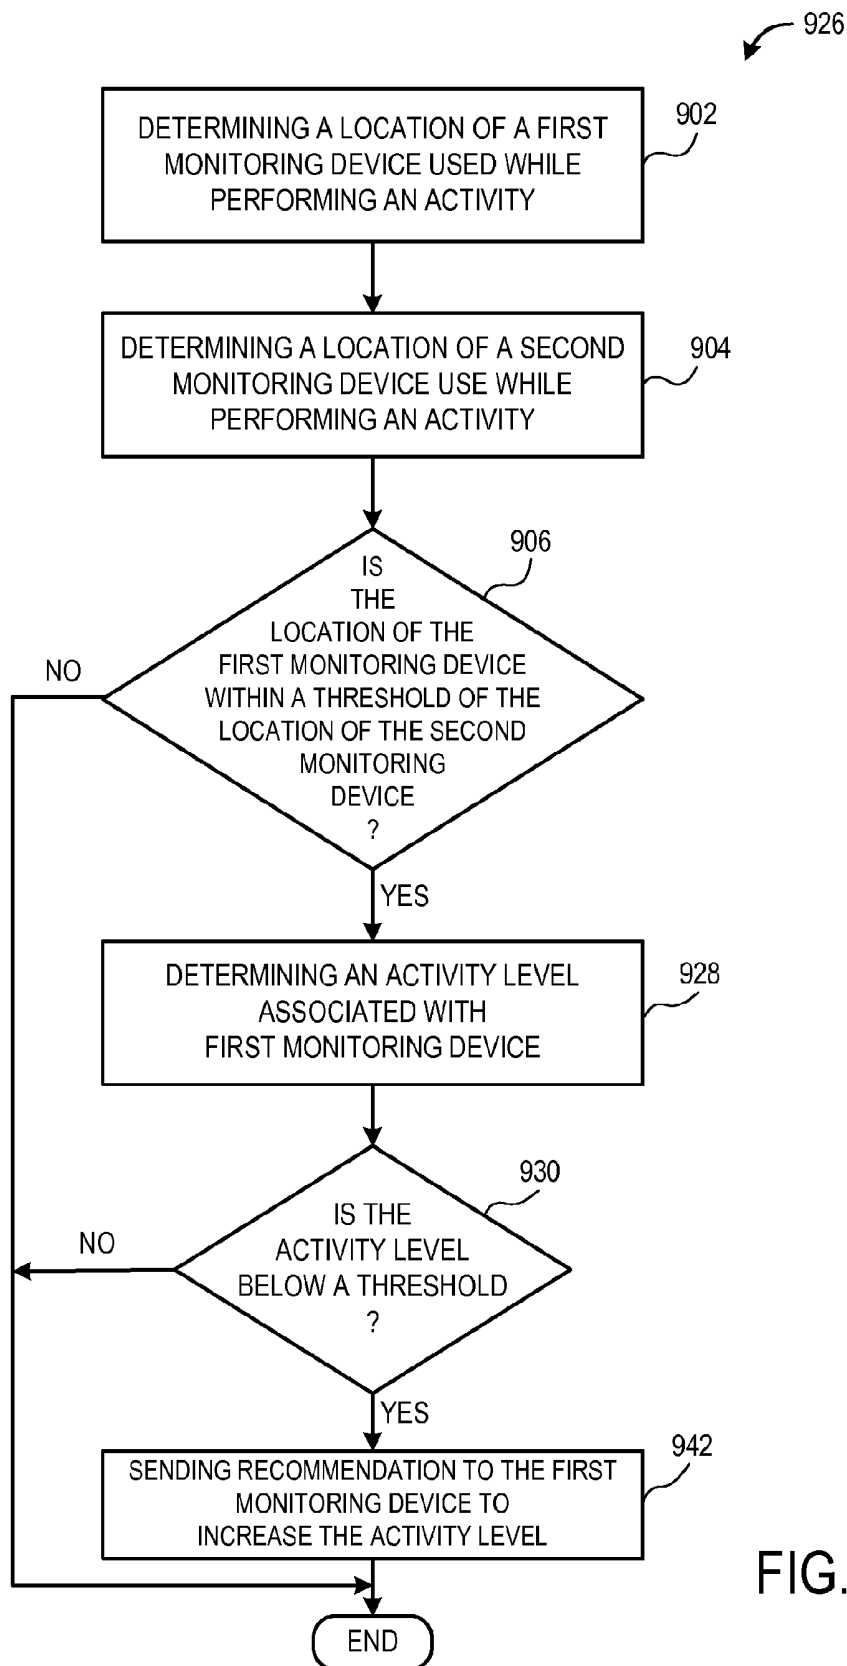 926
DETERMINING A LOCATION OF A FIRST
MONITORING DEVICE USED WHILE
PERFORMING AN ACTIVITY
902
DETERMINING A LOCATION OF A SECOND
MONITORING DEVICE USE WHILE
PERFORMING AN ACTIVITY
904
906
IS
THE
LOCATION OF THE
FIRST MONITORING DEVICE
WITHIN A THRESHOLD OF THE
LOCATION OF THE SECOND
MONITORING
DEVICE
?
NO
YES
DETERMINING AN ACTIVITY LEVEL
ASSOCIATED WITH
FIRST MONITORING DEVICE
928
930
IS THE
ACTIVITY LEVEL
BELOW A THRESHOLD
?
NO
YES
SENDING RECOMMENDATION TO THE FIRST
MONITORING DEVICE TO
INCREASE THE ACTIVITY LEVEL
942
FIG.
END